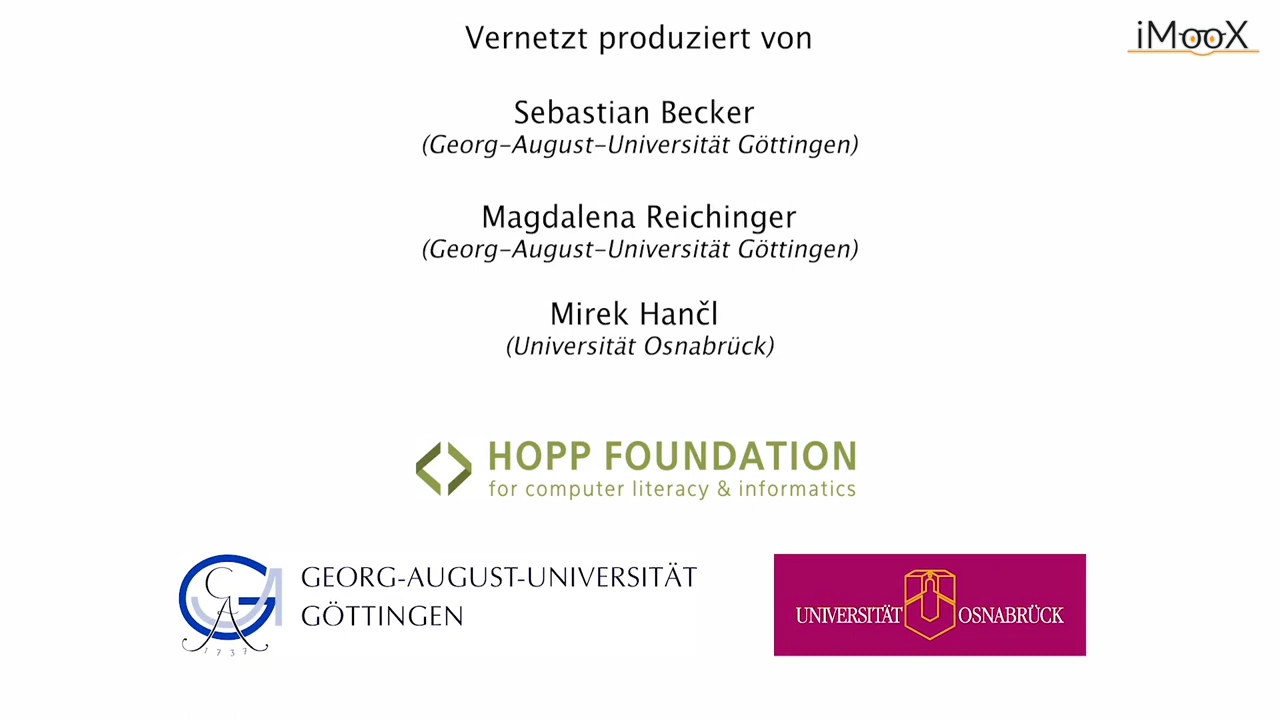 Vernetzt produziert von
iMooX
Sebastian Becker
(Georg-August-Universität Göttingen)
Magdalena Reichinger
(Georg-August-Universität Göttingen)
Mirek Hančl
(Universität Osnabrück)
HOPP FOUNDATION
for computer literacy & informatics
GEORG-AUGUST-UNIVERSITÄT
GÖTTINGEN
1737
UNIVERSITÄT OSNABRÜCK